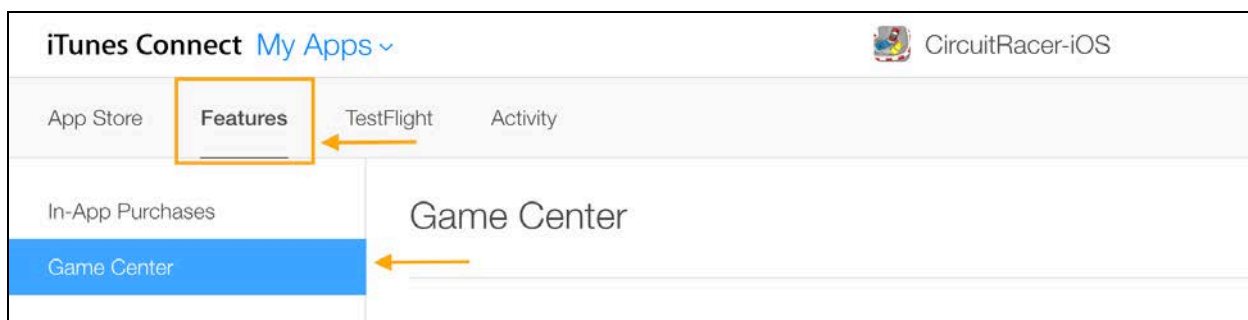 iTunes Connect My Apps CircuitRacer-iOS
App Store Features TestFlight Activity
In-App Purchases
Game Center
Game Center